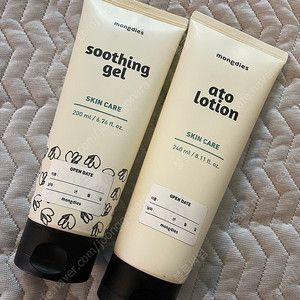 mongdies
soothing
gel
SKIN CARE
200 ml / 6.76 fl. oz.
OPEN DATE
mongdies
mongdies
ato
lotion
SKIN CARE
240 ml / 8.11 fl. oz.
OPEN DATE
mongdies